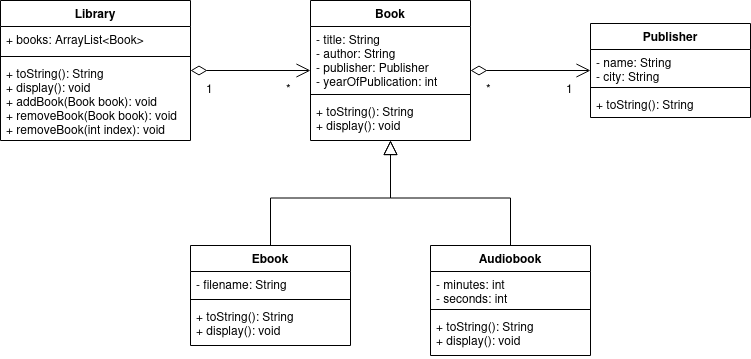 Library
+ books: ArrayList<Book>
+ toString(): String
+ display(): void
+ addBook(Book book): void
+ removeBook(Book book): void
+ removeBook(int index): void
1
*
Book
- title: String
- author: String
- publisher: Publisher
- yearOfPublication: int
+ toString(): String
+ display(): void
*
1
Publisher
- name: String
- city: String
+ toString(): String
Ebook
- filename: String
+ toString(): String
+ display(): void
Audiobook
- minutes: int
- seconds: int
+ toString(): String
+ display(): void